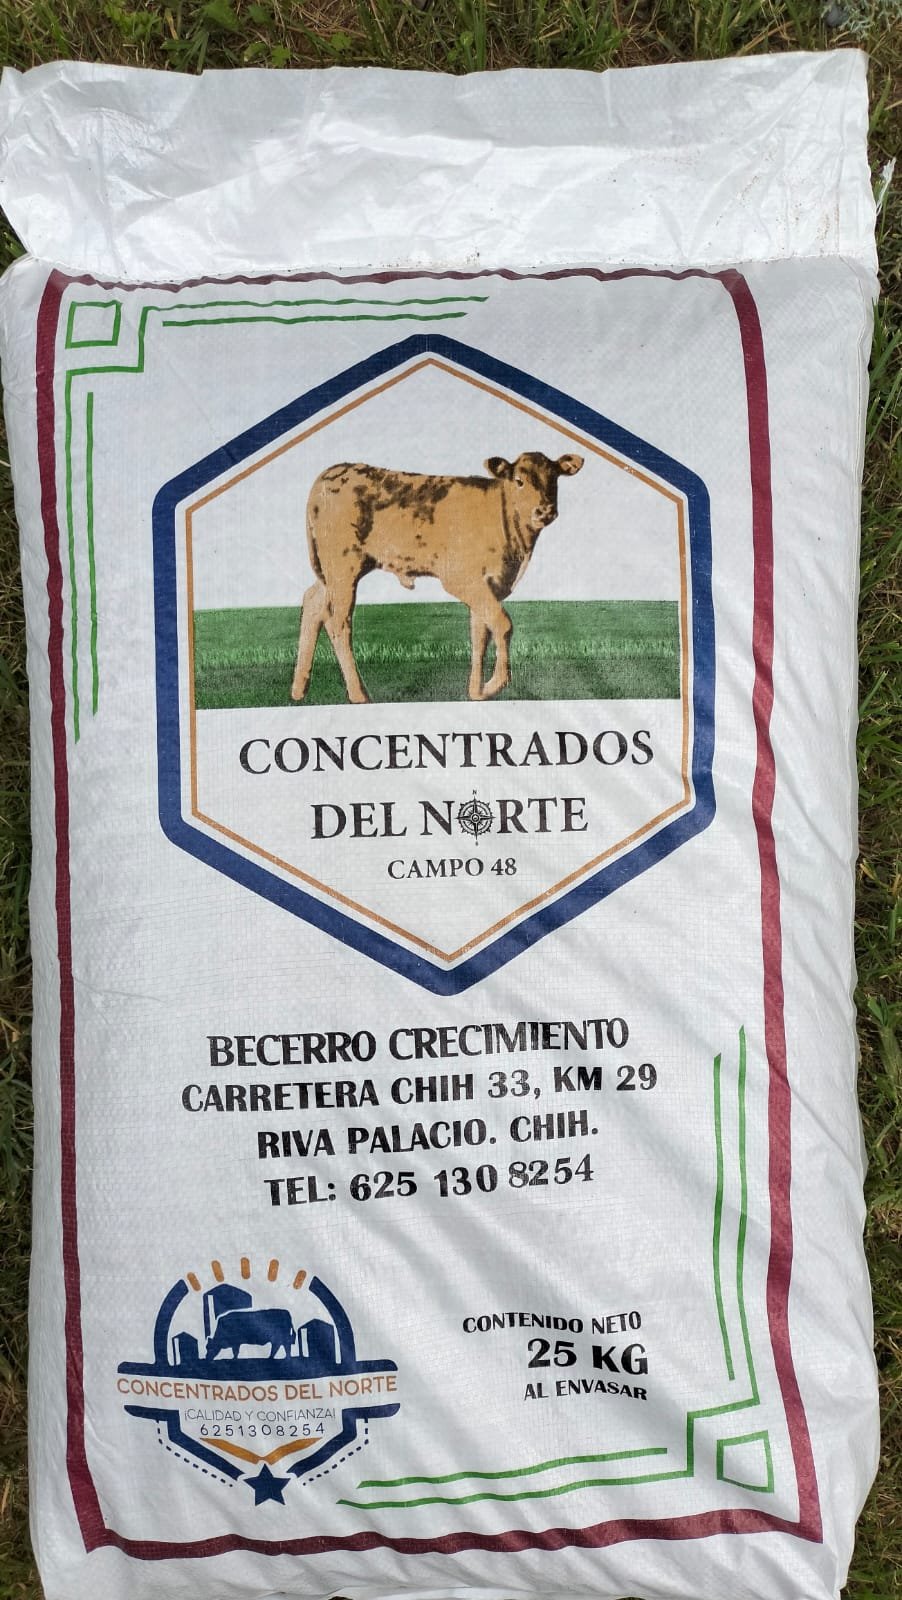 CONCENTRADOS
DEL NORTE
CAMPO 48
BECERRO CRECIMIENTO
CARRETERA CHIH 33, KM 29
RIVA PALACIO. CHIH.
TEL: 625 130 8254
CONCENTRADOS DEL NORTE
¡CALIDAD Y CONFIANZA!
6251308254
CONTENIDO NETO
25 KG
AL ENVASAR